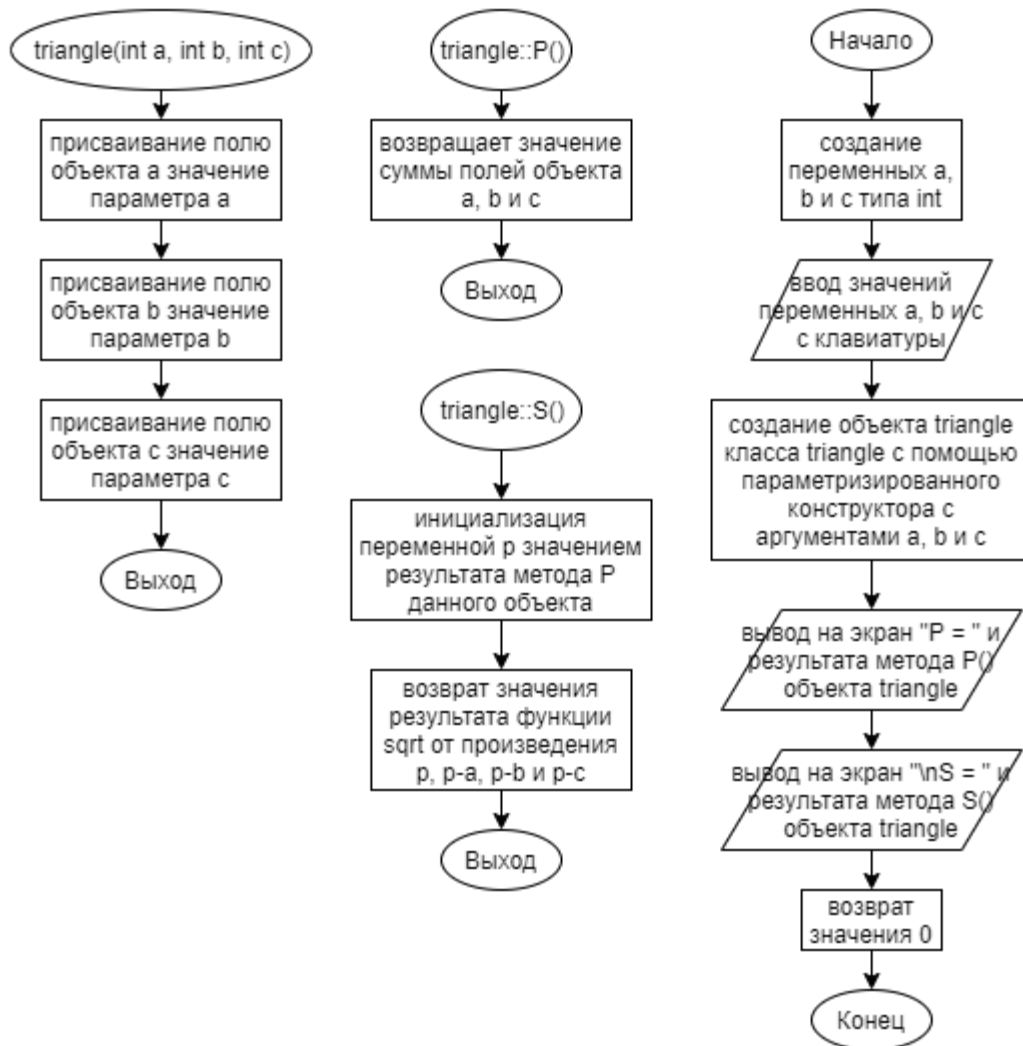 triangle(int a, int b, int c)
присваивание полю
объекта a значение
параметра a
присваивание полю
объекта b значение
параметра b
присваивание полю
объекта c значение
параметра c
Выход
triangle::P()
возвращает значение
суммы полей объекта
a, b и c
Выход
triangle::S()
инициализация
переменной p значением
результата метода P
данного объекта
возврат значения
результата функции
sqrt от произведения
p, p-a, p-b и p-c
Выход
Начало
создание
переменных a,
b и c типа int
ввод значений
переменных a, b и c
с клавиатуры
создание объекта triangle
класса triangle с помощью
параметризированного
конструктора с
аргументами a, b и c
вывод на экран "P = " и
результата метода P()
объекта triangle
вывод на экран "\nS = " и
результата метода S()
объекта triangle
возврат
значения 0
Конец